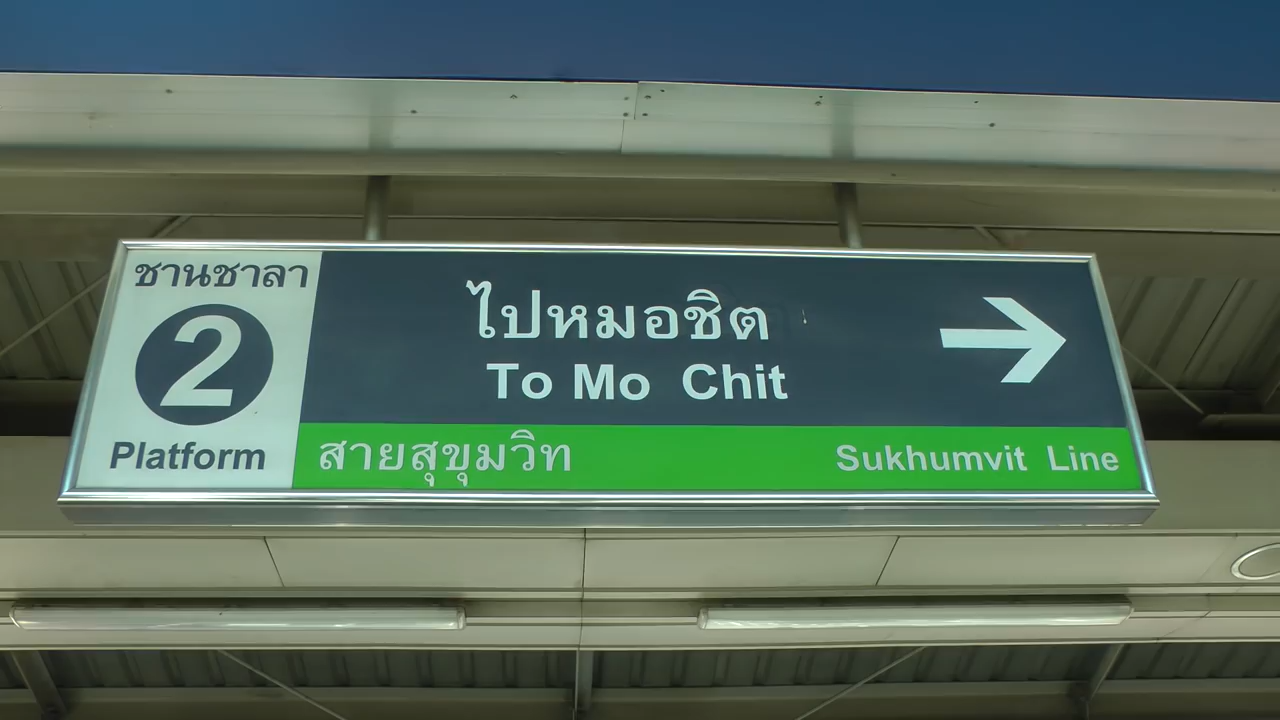 ชานชาลา
2
Platform
ไปหมอชิต
To Mo Chit
สายสุขุมวิท
Sukhumvit Line